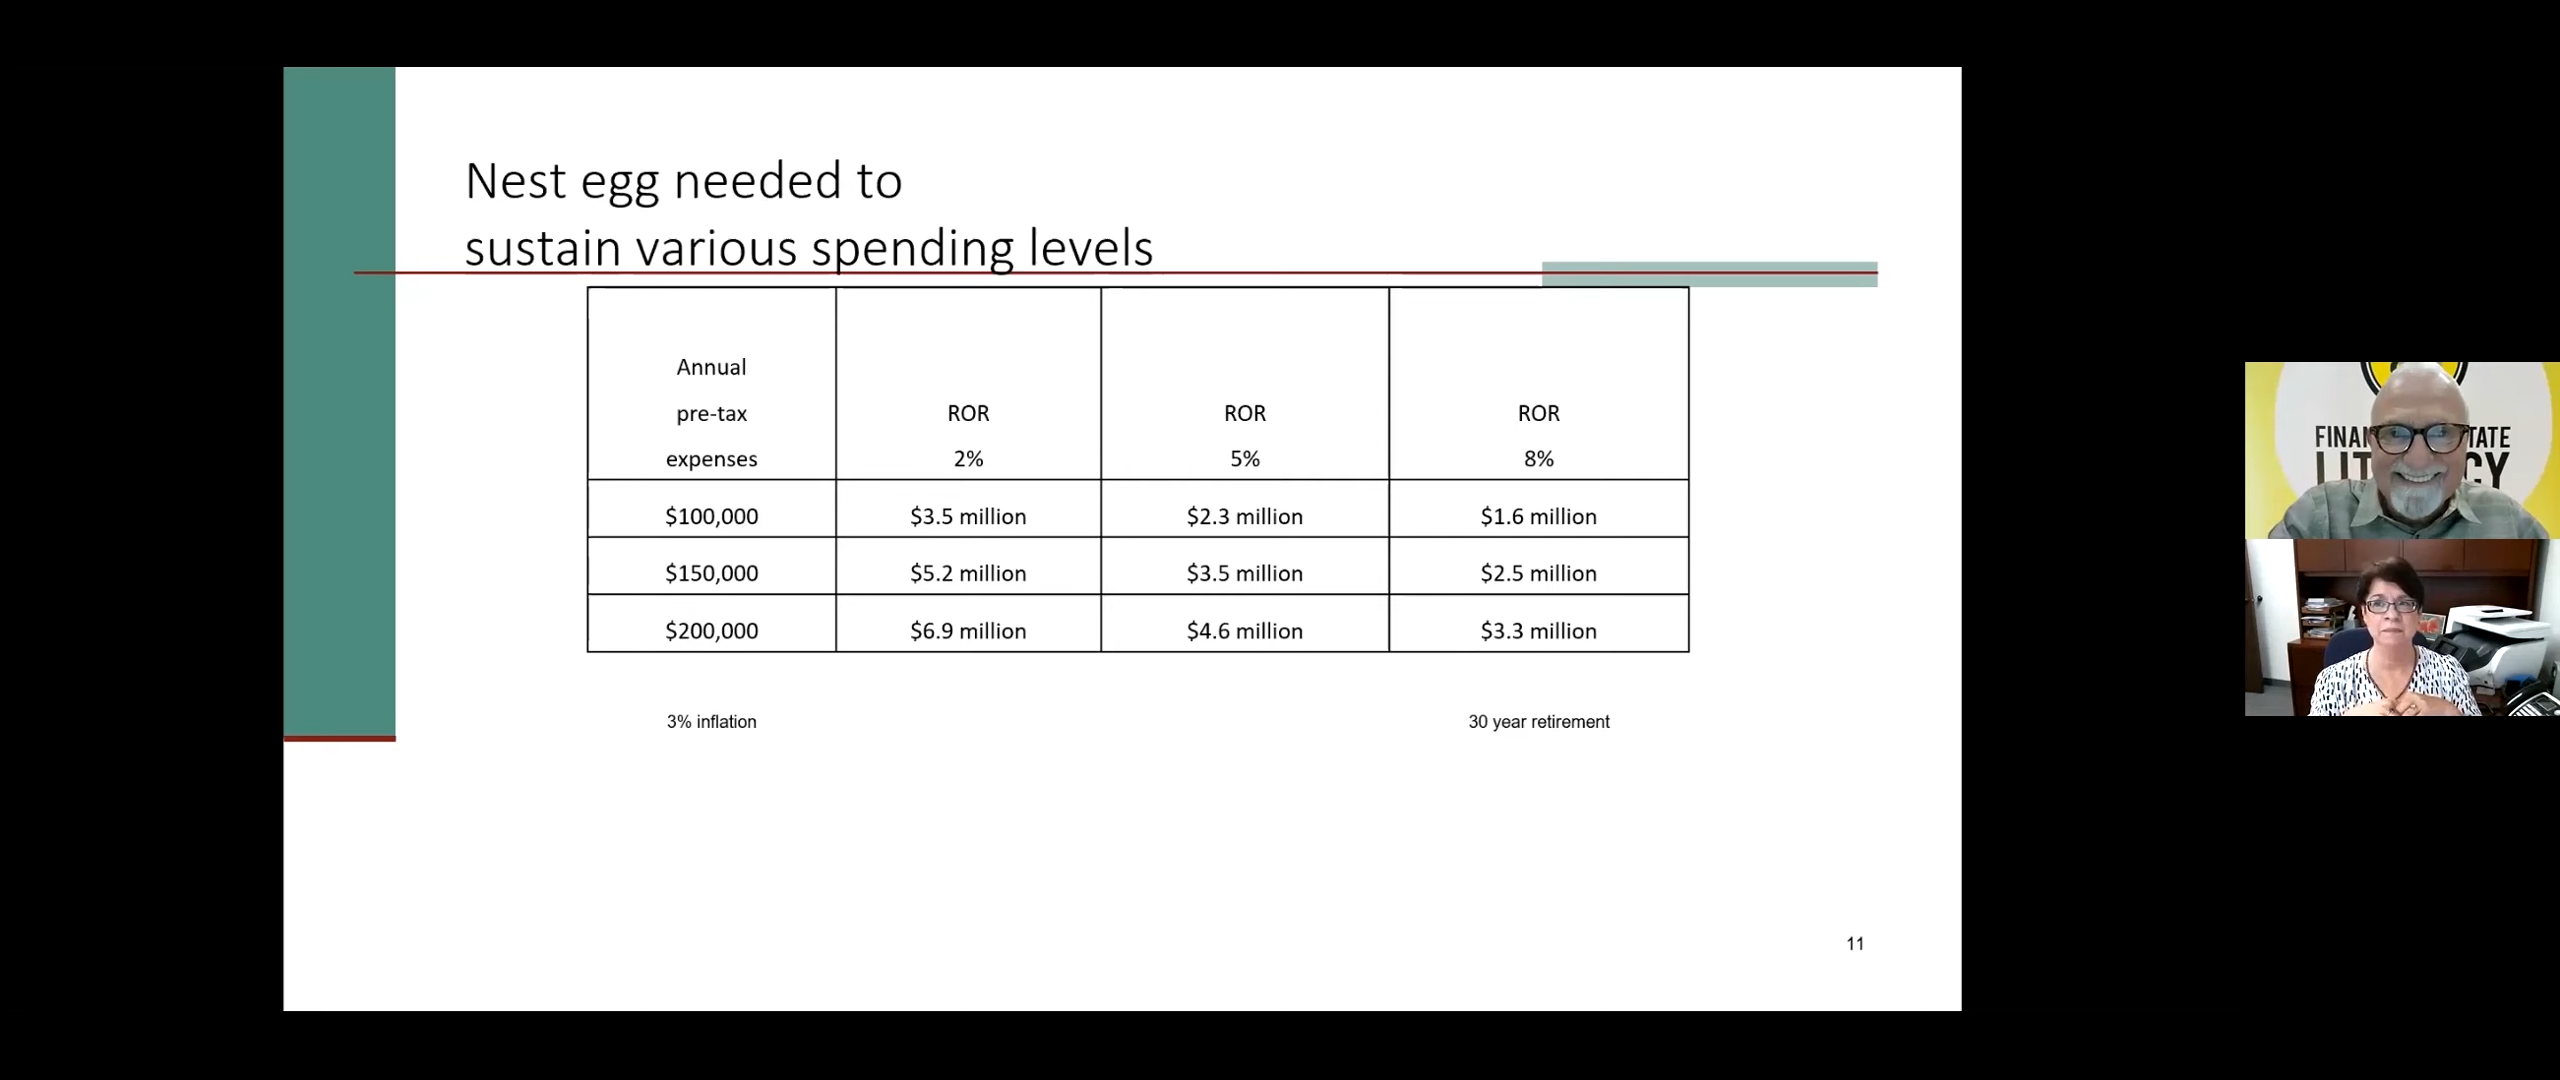 Nest egg needed to
sustain various spending levels
Annual
pre-tax
expenses
ROR
2%
ROR
5%
ROR
8%
$100,000 $3.5 million $2.3 million $1.6 million
$150,000 $5.2 million $3.5 million $2.5 million
$200,000 $6.9 million $4.6 million $3.3 million
3% inflation 30 year retirement
11